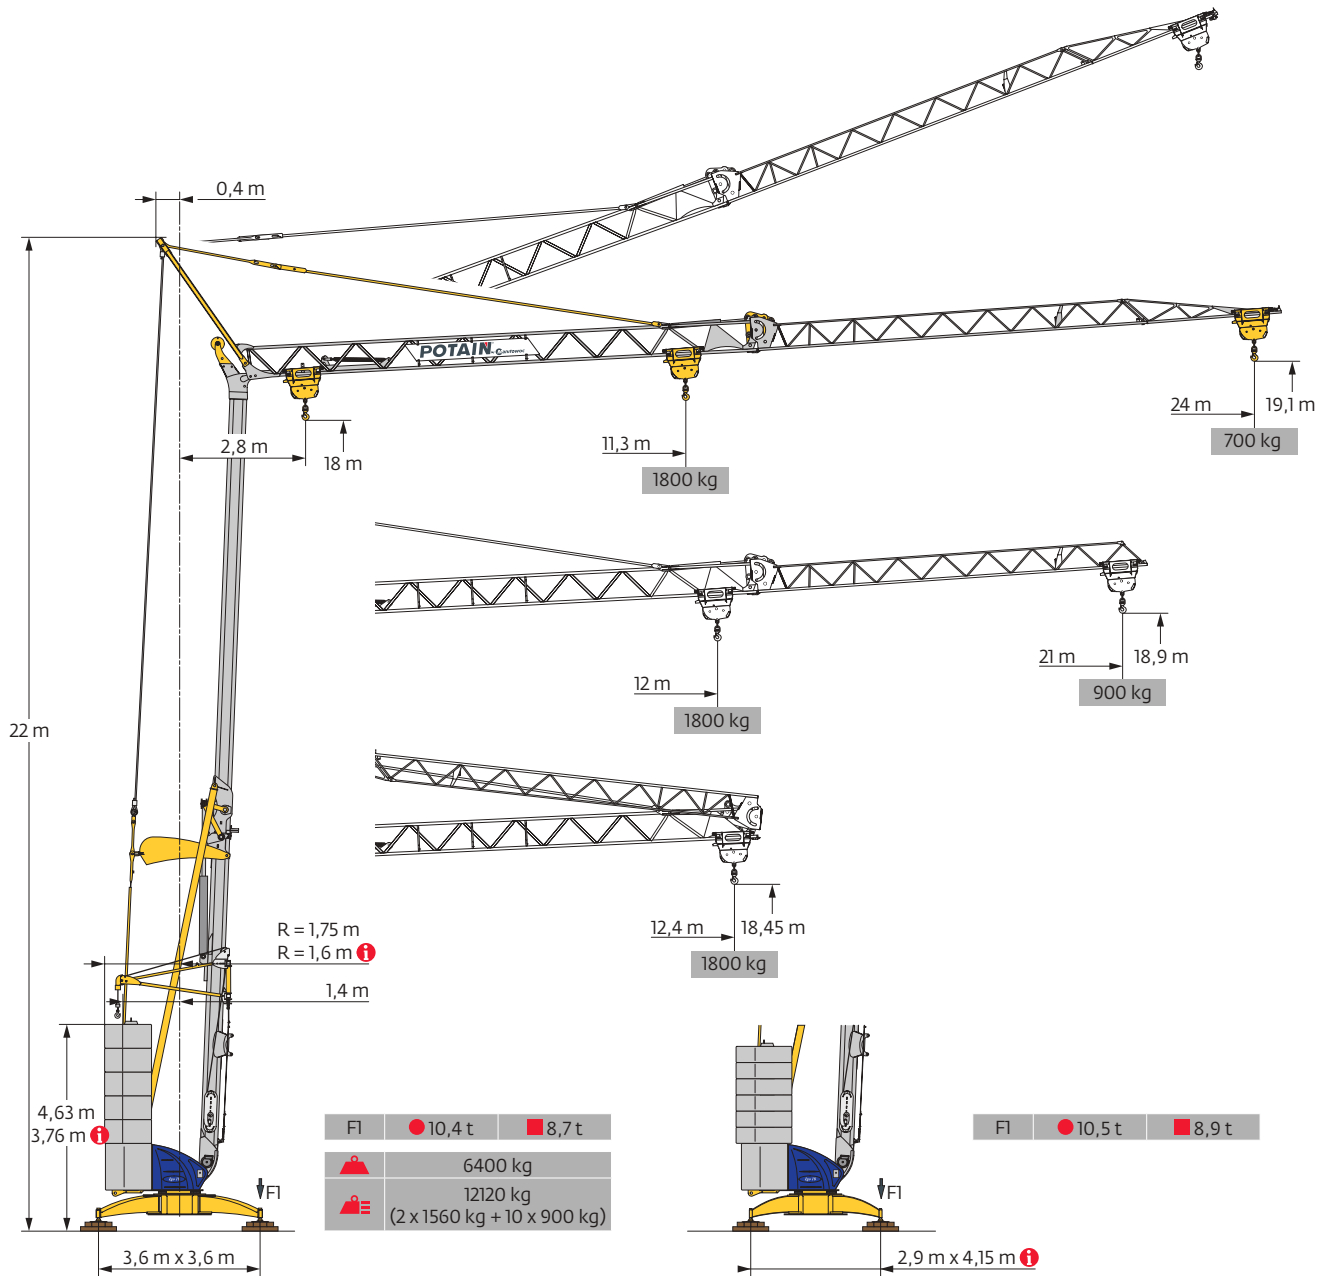 0,4 m
POTAIN
Manitowoc
2,8 m
18 m
11,3 m
1800 kg
24 m
19,1 m
700 kg
12 m
1800 kg
21 m
18,9 m
900 kg
22 m
12,4 m
18,45 m
1800 kg
R = 1,75 m
R = 1,6 m i
1,4 m
4,63 m
3,76 m i
F1 10,4 t 8,7 t
6400 kg
12120 kg
(2 x 1560 kg + 10 x 900 kg)
F1
3,6 m x 3,6 m
F1 10,5 t 8,9 t
F1
2,9 m x 4,15 m i